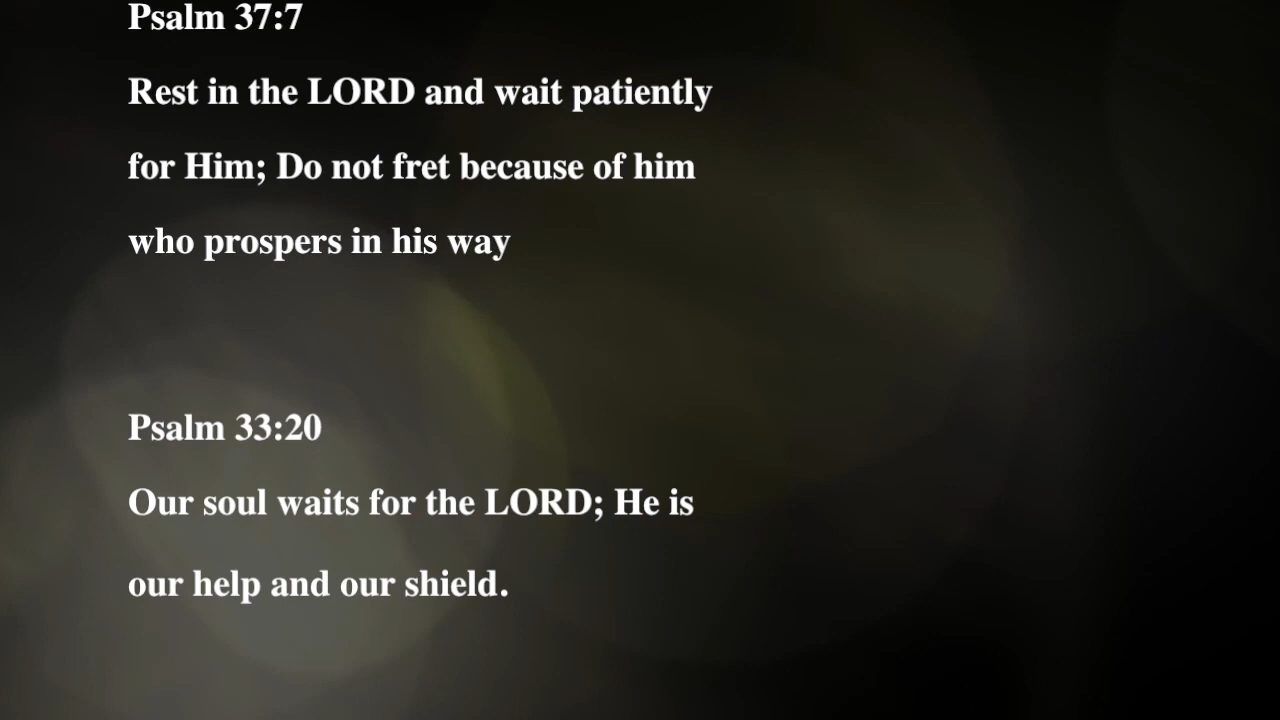 Psalm 37:7
Rest in the LORD and wait patiently
for Him; Do not fret because of him
who prospers in his way
Psalm 33:20
Our soul waits for the LORD; He is
our help and our shield.